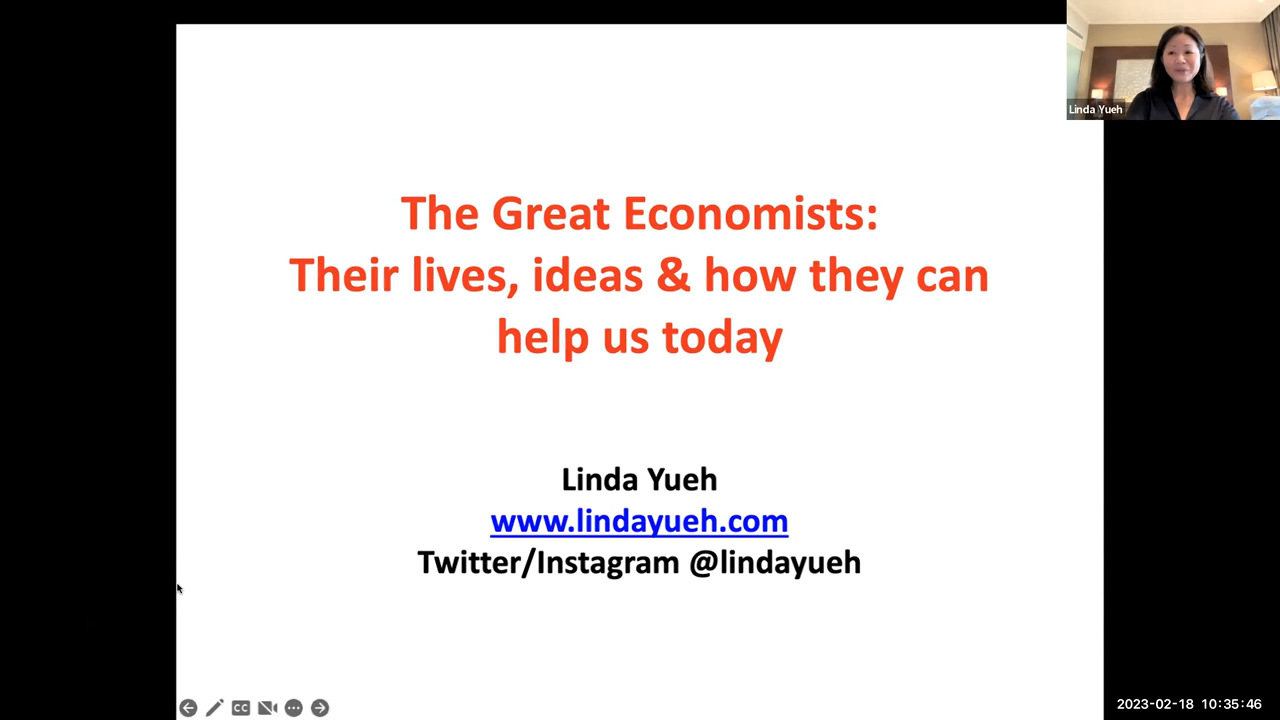 Linda Yueh
The Great Economists:
Their lives, ideas & how they can
help us today
Linda Yueh
www.lindayueh.com
Twitter/Instagram @lindayueh
CC
2023-02-18 10:35:46